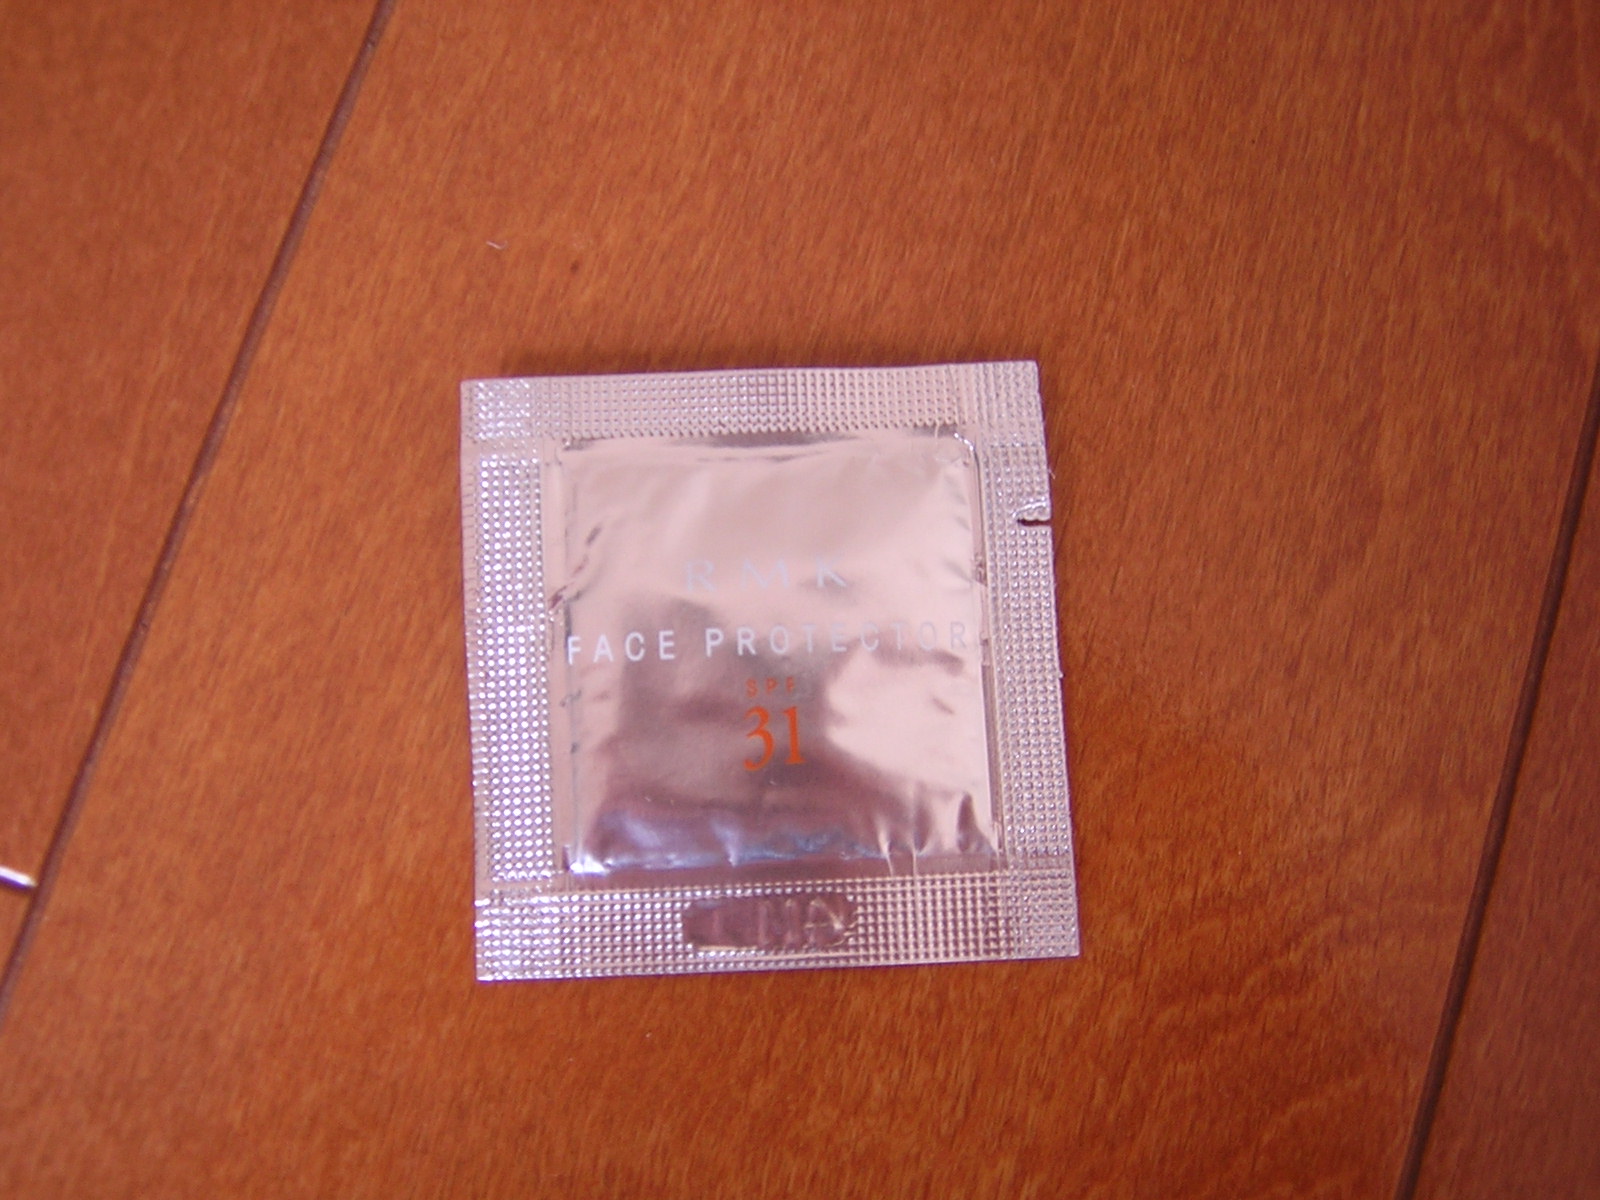 RMK
FACE PROTECTOR
SPF
31